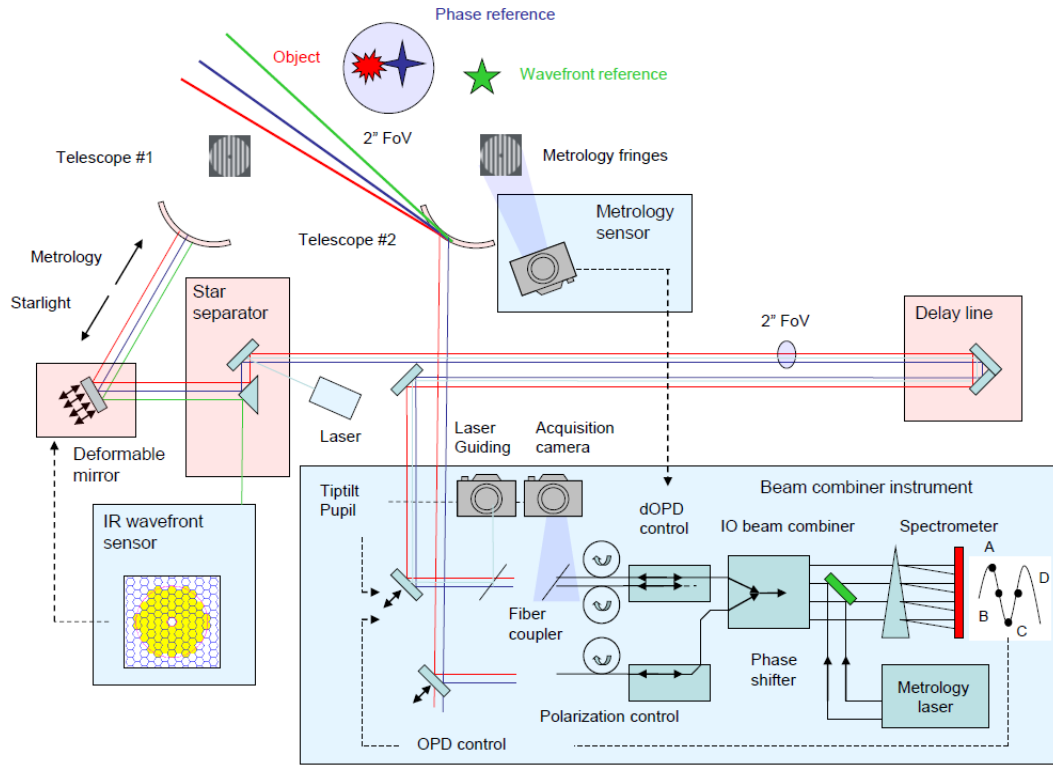 Phase reference
Object
Wavefront reference
2" FoV
Telescope #1
Metrology fringes
Telescope #2
Metrology
sensor
Metrology
Starlight
Star
separator
2" FoV
Delay line
Laser
Deformable
mirror
Laser
Guiding
Acquisition
camera
Tiptilt
Pupil
Beam combiner instrument
IR wavefront
sensor
dOPD
control
IO beam combiner
Spectrometer
A
D
B
C
Fiber
coupler
Phase
shifter
Metrology
laser
Polarization control
OPD control